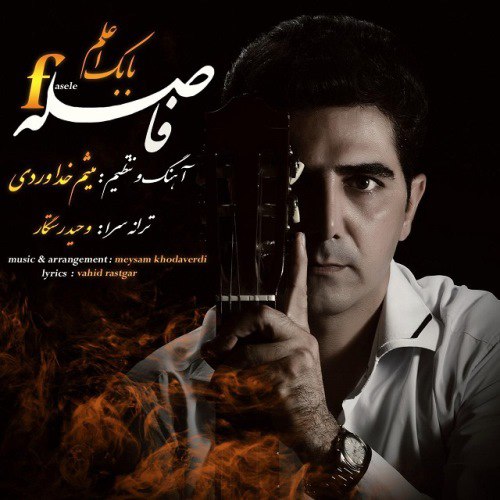 بابک اعلم
fasele
فاصله
آهنگ و تنظیم : میثم خداوردی
ترانه سرا : وحید رستگار
music & arrangement : meysam khodaverdi
lyrics : vahid rastgar